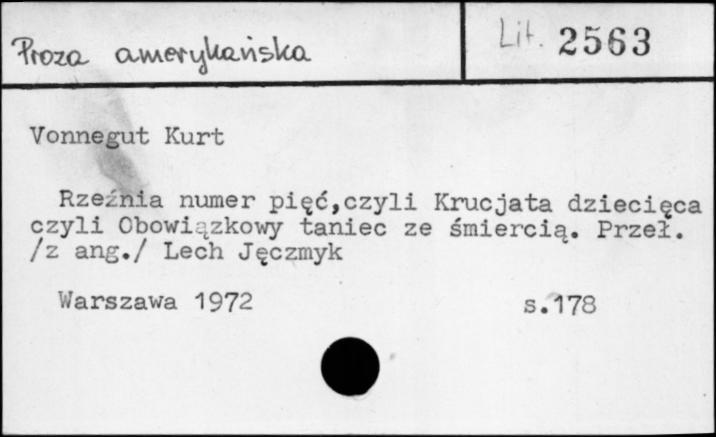 Proza amerykańska
Lit. 2563
Vonnegut Kurt
Rzeźnia numer pięć,czyli Krucjata dziecięca
czyli Obowiązkowy taniec ze śmiercią. Przeł.
/z ang./ Lech Jęczmyk
Warszawa 1972 s.178